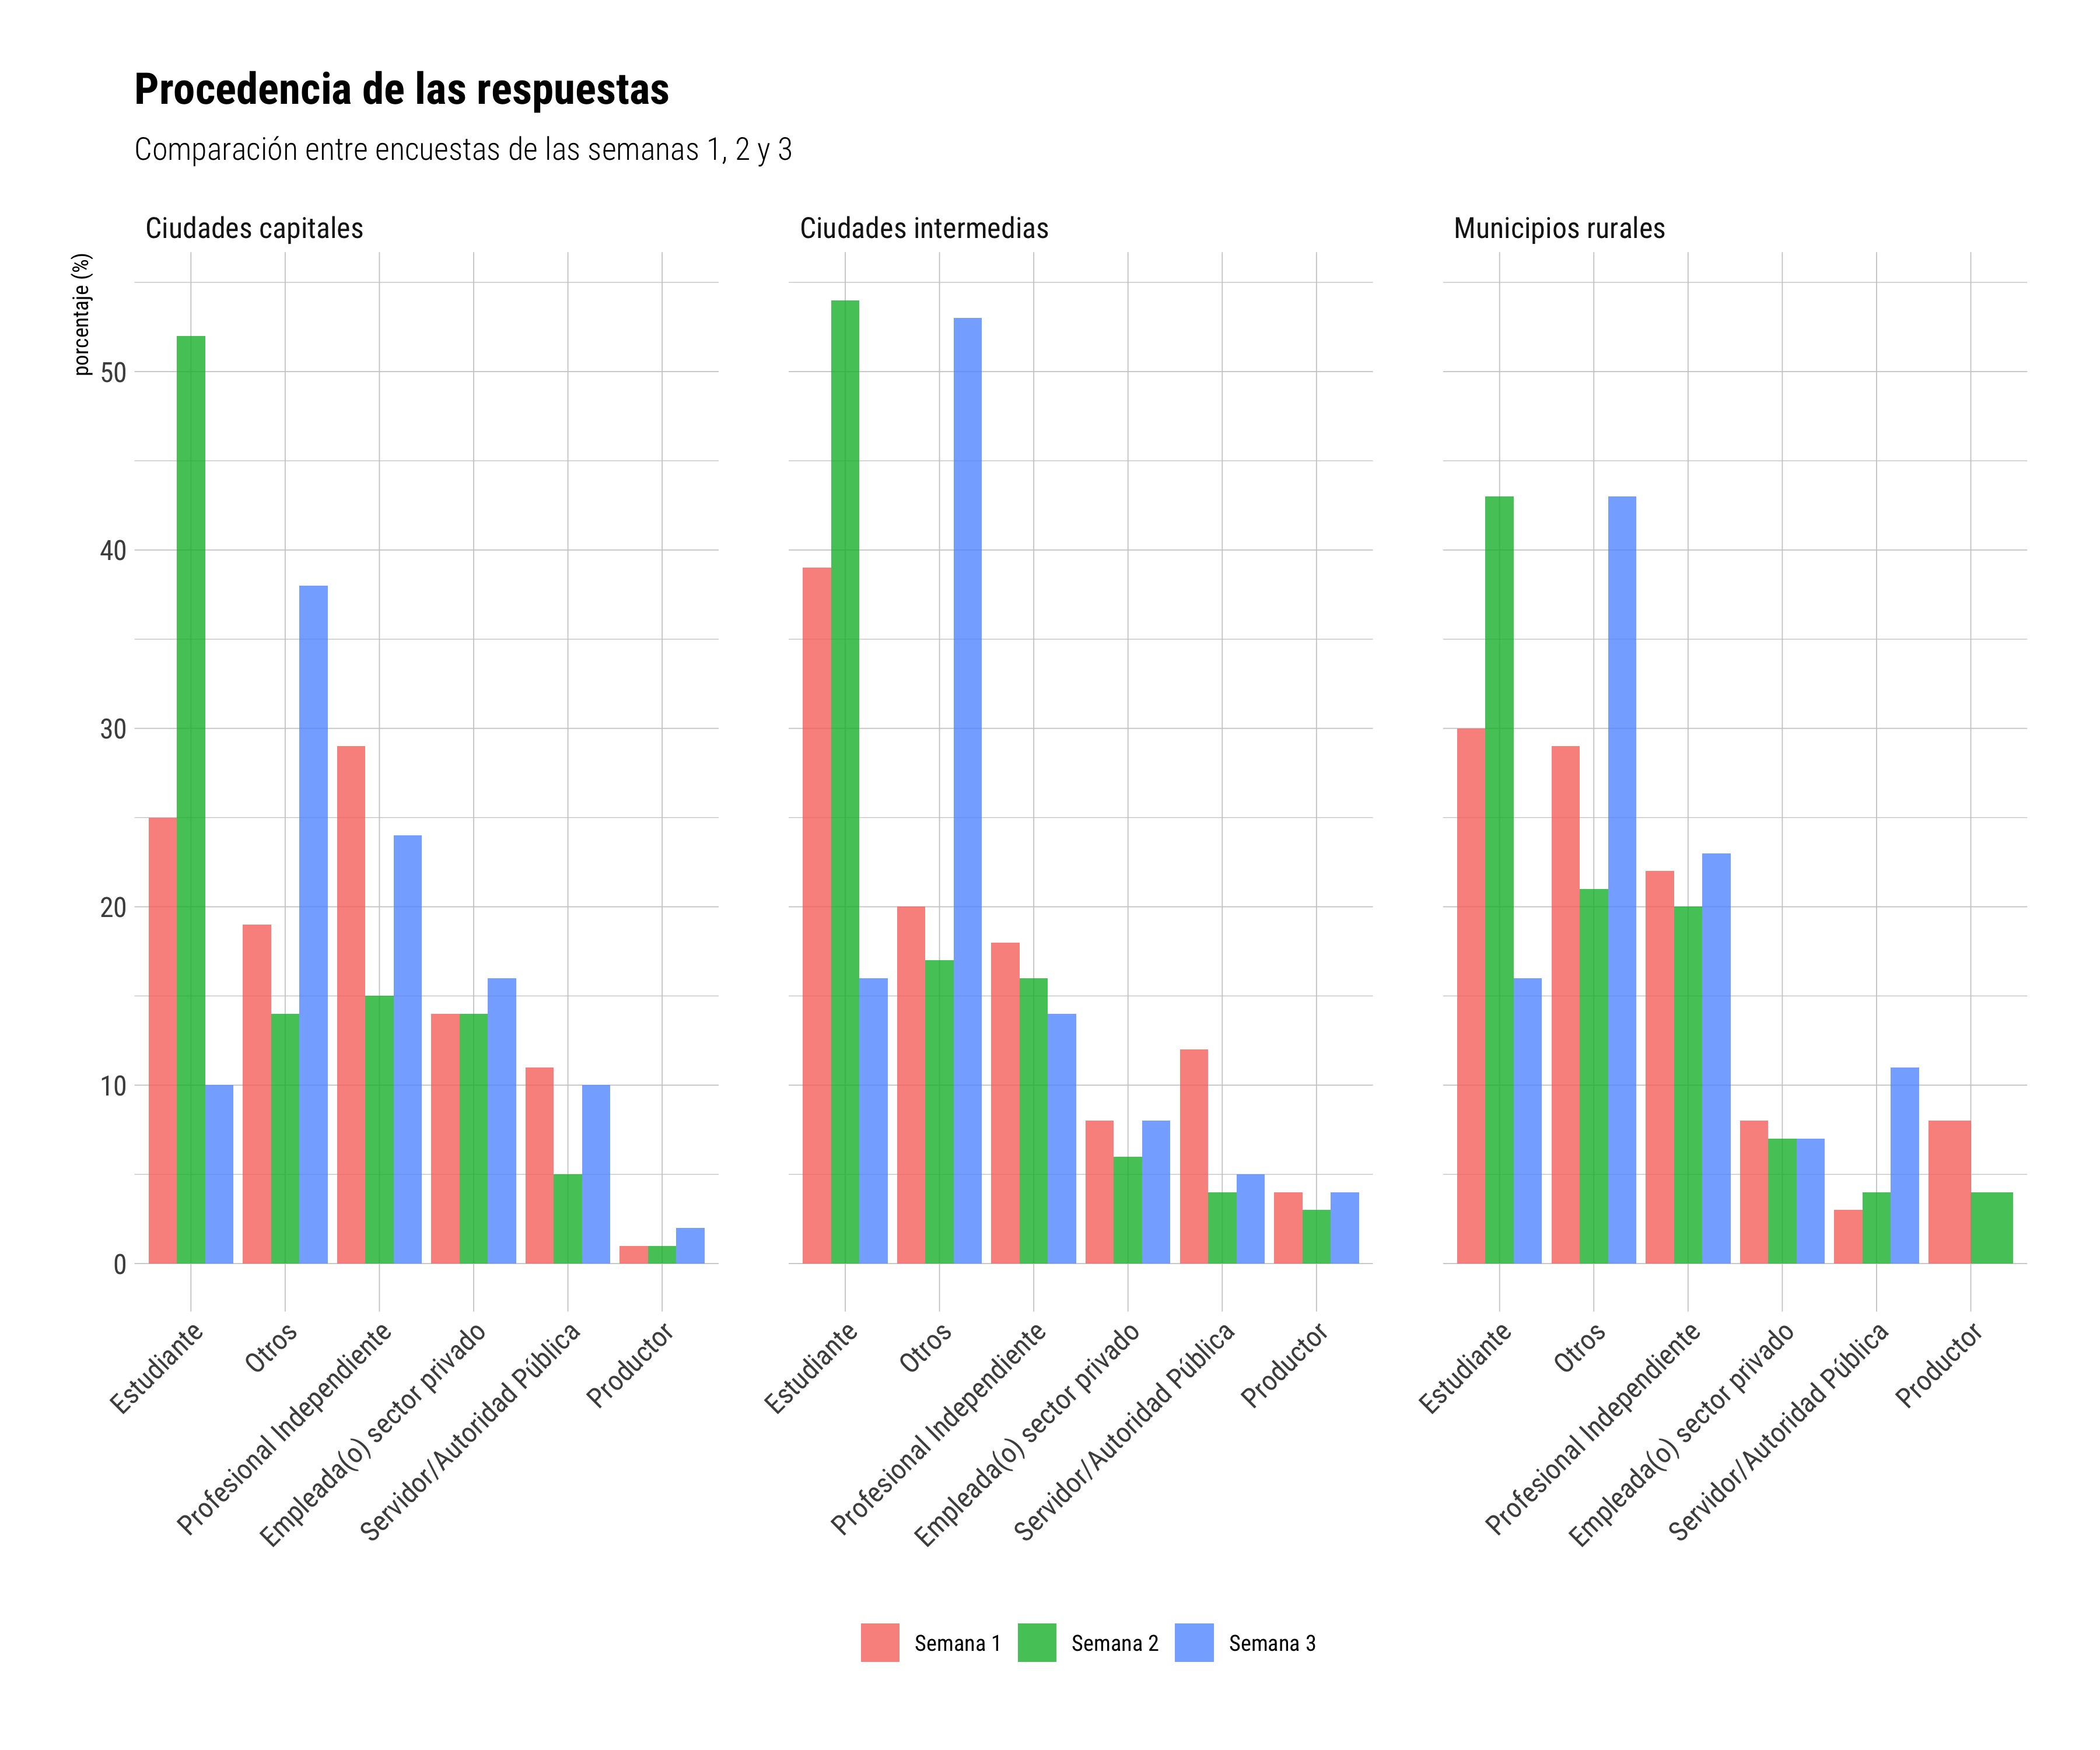 Procedencia de las respuestas
Comparación entre encuestas de las semanas 1, 2 y 3
Ciudades capitales
Ciudades intermedias
Municipios rurales
porcentaje (%)
50
40
30
20
10
0
Estudiante
Otros
Profesional Independiente
Empleada(o) sector privado
Servidor/Autoridad Pública
Productor
Estudiante
Otros
Profesional Independiente
Empleada(o) sector privado
Servidor/Autoridad Pública
Productor
Estudiante
Otros
Profesional Independiente
Empleada(o) sector privado
Servidor/Autoridad Pública
Productor
Semana 1
Semana 2
Semana 3